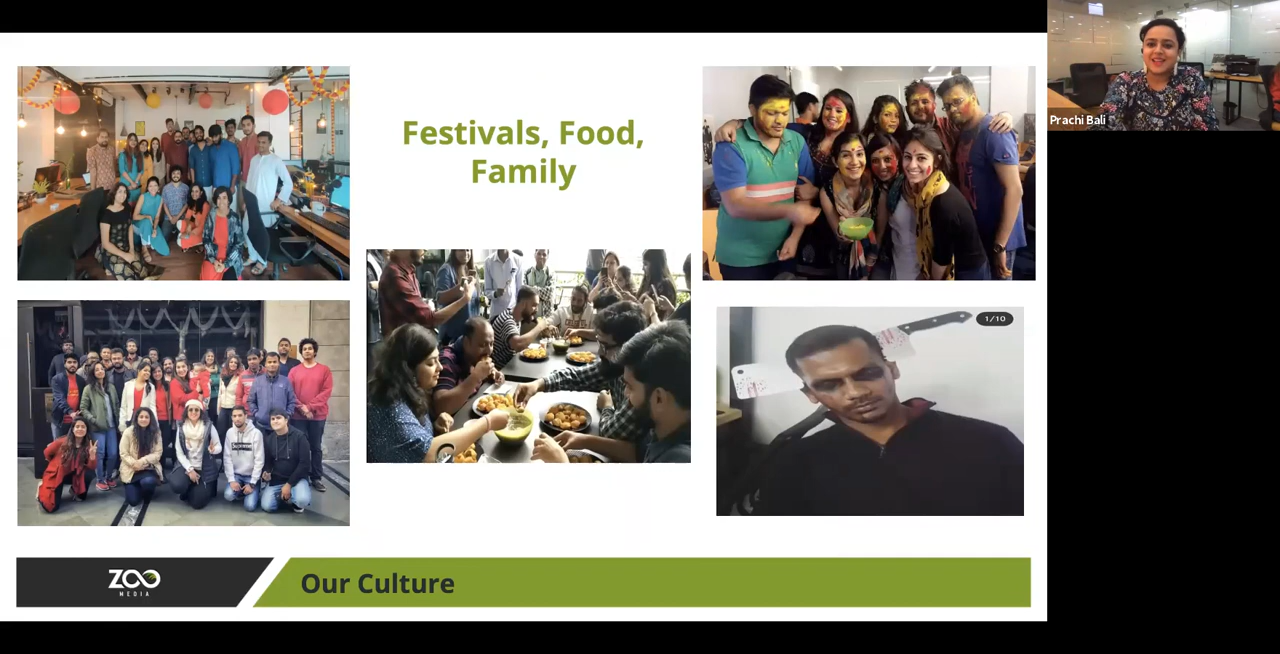 Festivals, Food,
Family
1/10
Prachi Bali
ZOO
MEDIA
Our Culture